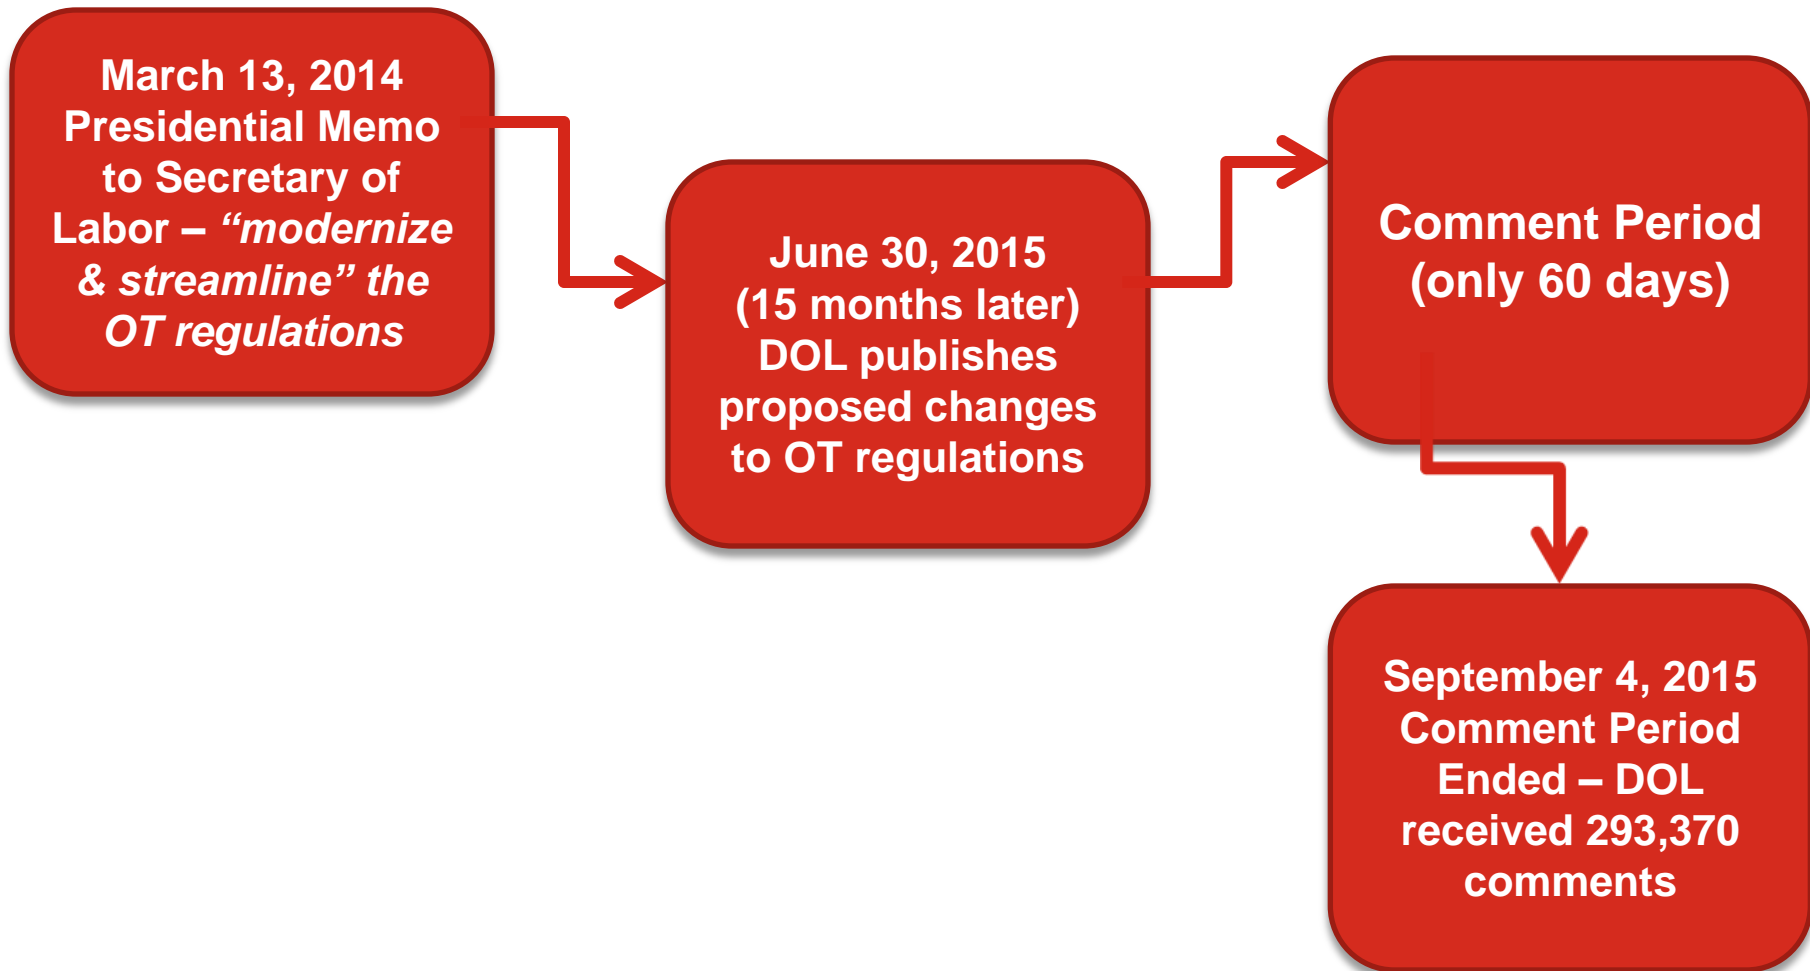 March 13, 2014
Presidential Memo
to Secretary of
Labor – “modernize
& streamline” the
OT regulations
June 30, 2015
(15 months later)
DOL publishes
proposed changes
to OT regulations
Comment Period
(only 60 days)
September 4, 2015
Comment Period
Ended – DOL
received 293,370
comments